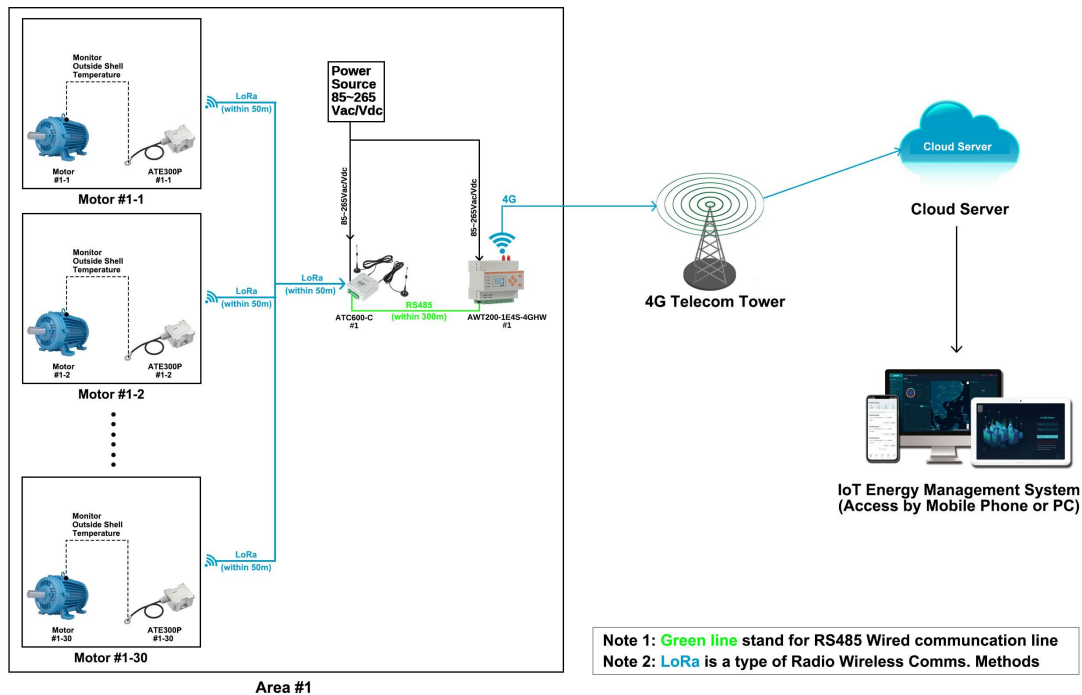 Monitor
Outside Shell
Temperature
Motor
#1-1
ATE300P
#1-1
Motor #1-1
LoRa
(within 50m)
Monitor
Outside Shell
Temperature
Motor
#1-2
ATE300P
#1-2
Motor #1-2
LoRa
(within 50m)
Monitor
Outside Shell
Temperature
Motor
#1-30
ATE300P
#1-30
Motor #1-30
LoRa
(within 50m)
LoRa
(within 50m)
Power
Source
85~265
Vac/Vdc
85~265Vac/Vdc
85~265Vac/Vdc
ATC600-C
#1
RS485
(within 300m)
AWT200-1E4S-4GHW
#1
4G
Area #1
4G Telecom Tower
Cloud Server
Cloud Server
IoT Energy Management System
(Access by Mobile Phone or PC)
Note 1: Green line stand for RS485 Wired communcation line
Note 2: LoRa is a type of Radio Wireless Comms. Methods